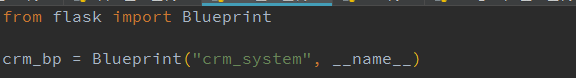 from flask import Blueprint
crm_bp = Blueprint("crm_system", __name__)